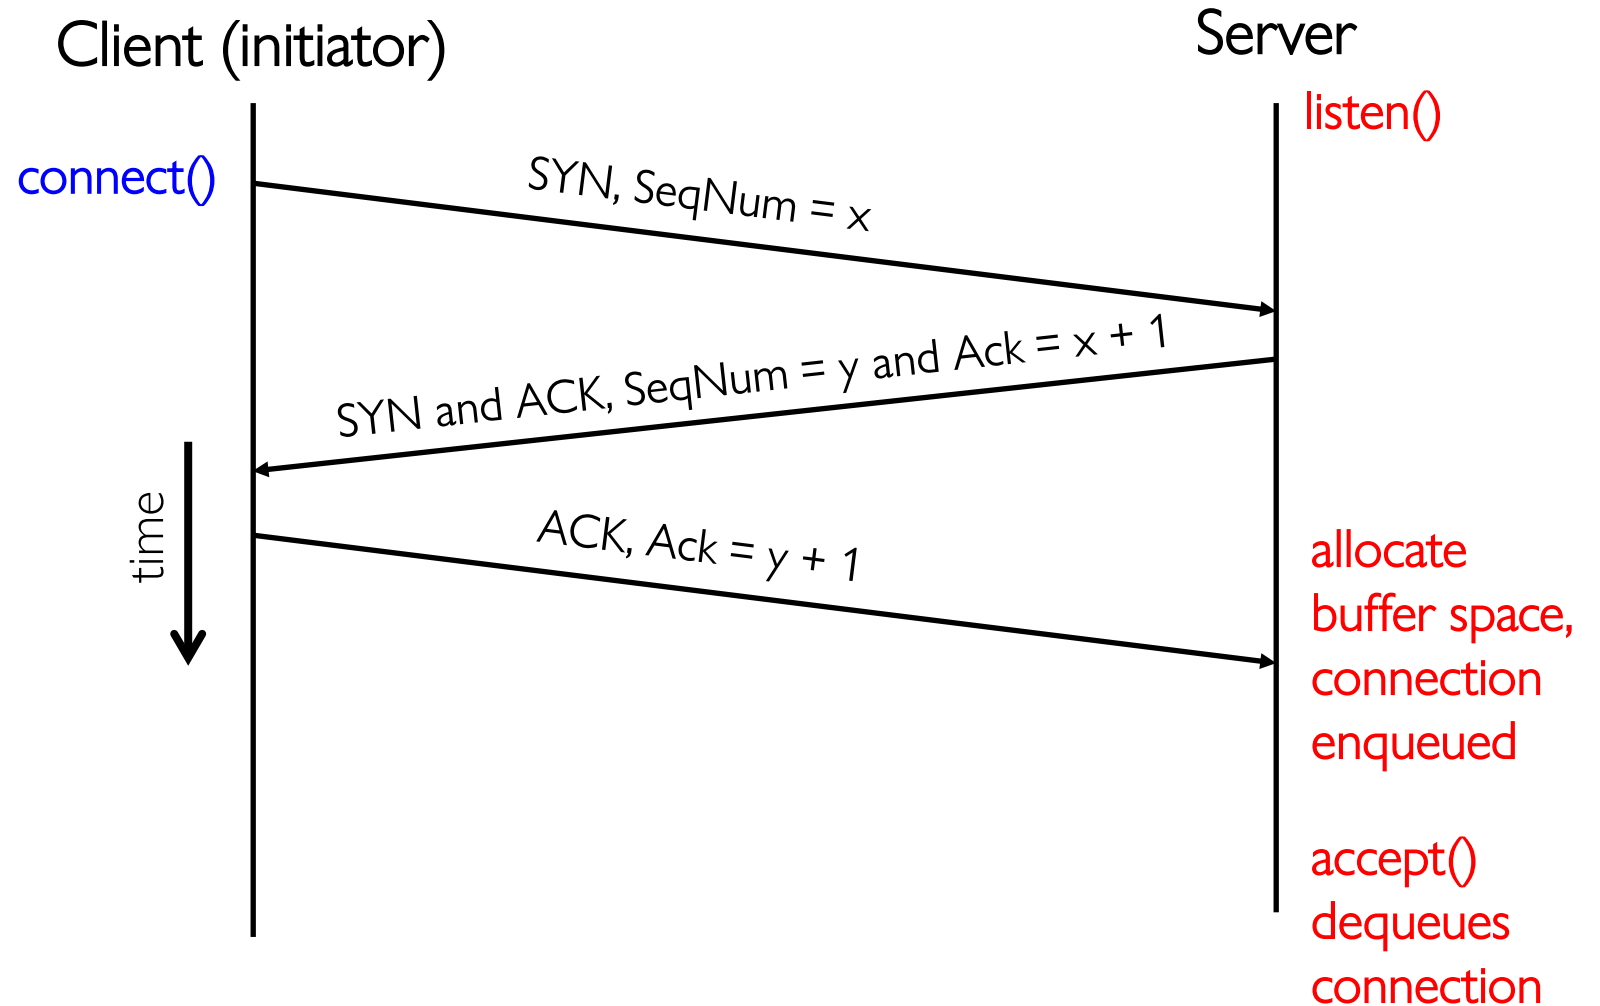 Client (initiator)
Server
listen()
connect()
SYN, SeqNum = x
SYN and ACK, SeqNum = y and Ack = x + 1
time
ACK, Ack = y + 1
allocate
buffer space,
connection
enqueued
accept()
dequeues
connection